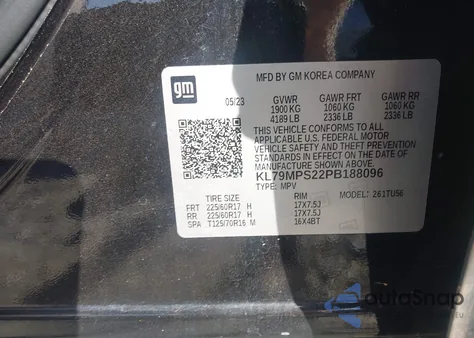 MFD BY GM KOREA COMPANY
gm
05/23 GVWR GAWR FRT GAWR RR
1900 KG 1060 KG 1060 KG
4189 LB 2336 LB 2336 LB
THIS VEHICLE CONFORMS TO ALL
APPLICABLE U.S. FEDERAL MOTOR
VEHICLE SAFETY AND THEFT PREVENTION
STANDARDS IN EFFECT ON THE DATE OF
MANUFACTURE SHOWN ABOVE.
KL79MPS22PB188096
TYPE: MPV MODEL: 261TU56
TIRE SIZE RIM
FRT 225/60R17 H 17X7.5J
RR 225/60R17 H 17X7.5J
SPA T125/70R16 M 16X4BT
autoSnap
.EU